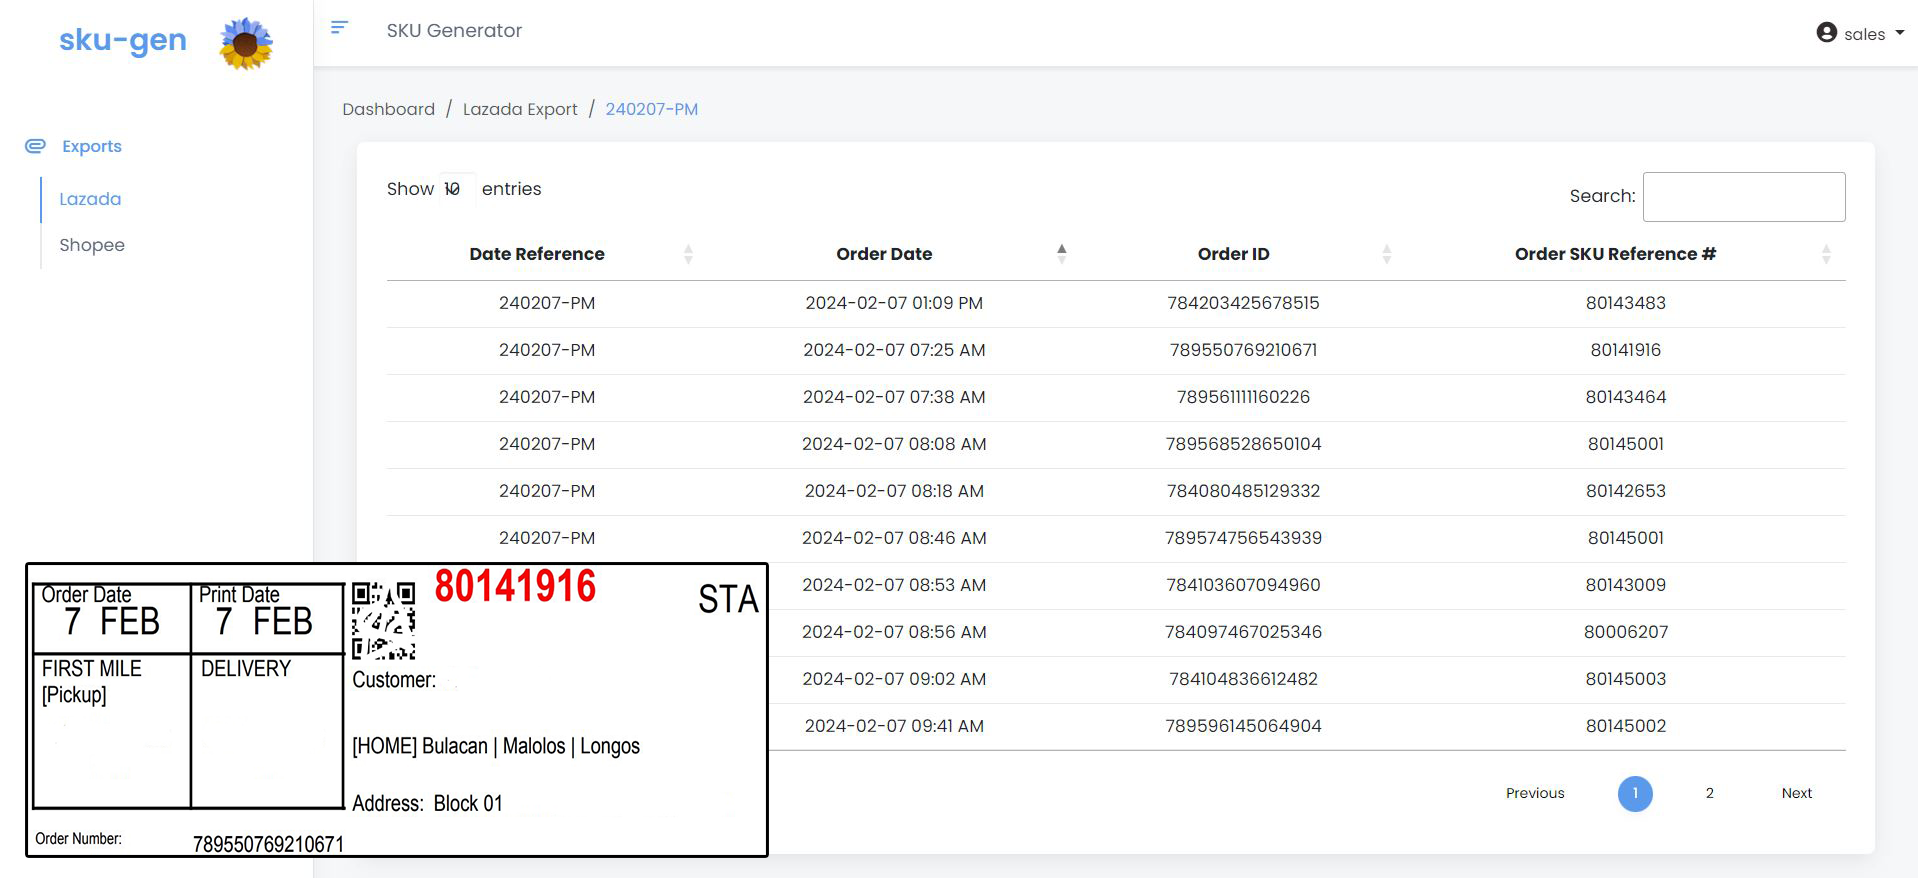 sku-gen
SKU Generator
sales
Dashboard / Lazada Export / 240207-PM
Exports
Lazada
Shopee
Show 10 entries
Search:
Date Reference Order Date Order ID Order SKU Reference #
240207-PM 2024-02-07 01:09 PM 784203425678515 80143483
240207-PM 2024-02-07 07:25 AM 789550769210671 80141916
240207-PM 2024-02-07 07:38 AM 789561111160226 80143464
240207-PM 2024-02-07 08:08 AM 789568528650104 80145001
240207-PM 2024-02-07 08:18 AM 784080485129332 80142653
240207-PM 2024-02-07 08:46 AM 789574756543939 80145001
2024-02-07 08:53 AM 784103607094960 80143009
2024-02-07 08:56 AM 784097467025346 80006207
2024-02-07 09:02 AM 784104836612482 80145003
2024-02-07 09:41 AM 789596145064904 80145002
Previous 1 2 Next
Order Date
7 FEB
Print Date
7 FEB
80141916
STA
FIRST MILE
[Pickup]
DELIVERY
Customer:
[HOME] Bulacan | Malolos | Longos
Address: Block 01
Order Number: 789550769210671